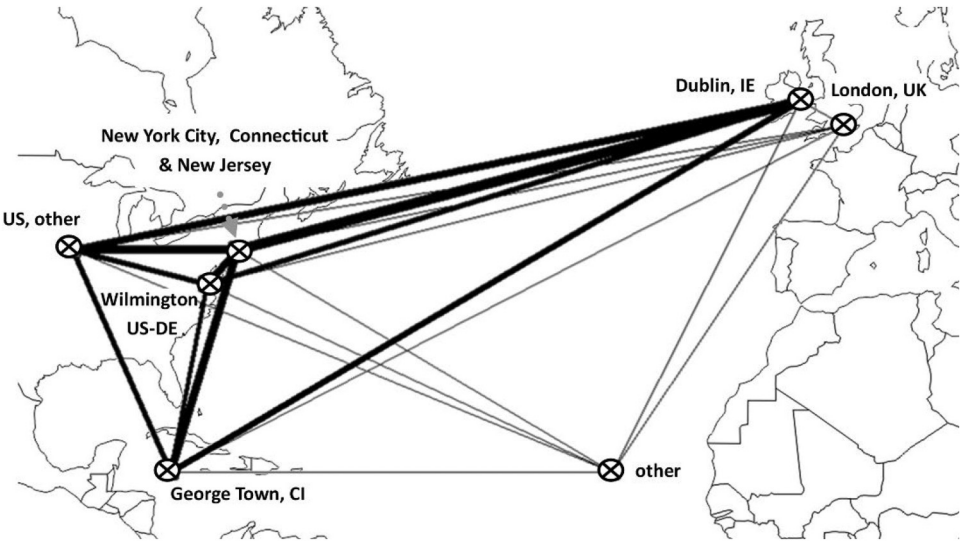 Dublin, IE
London, UK
New York City, Connecticut
& New Jersey
US, other
Wilmington
US-DE
other
George Town, CI